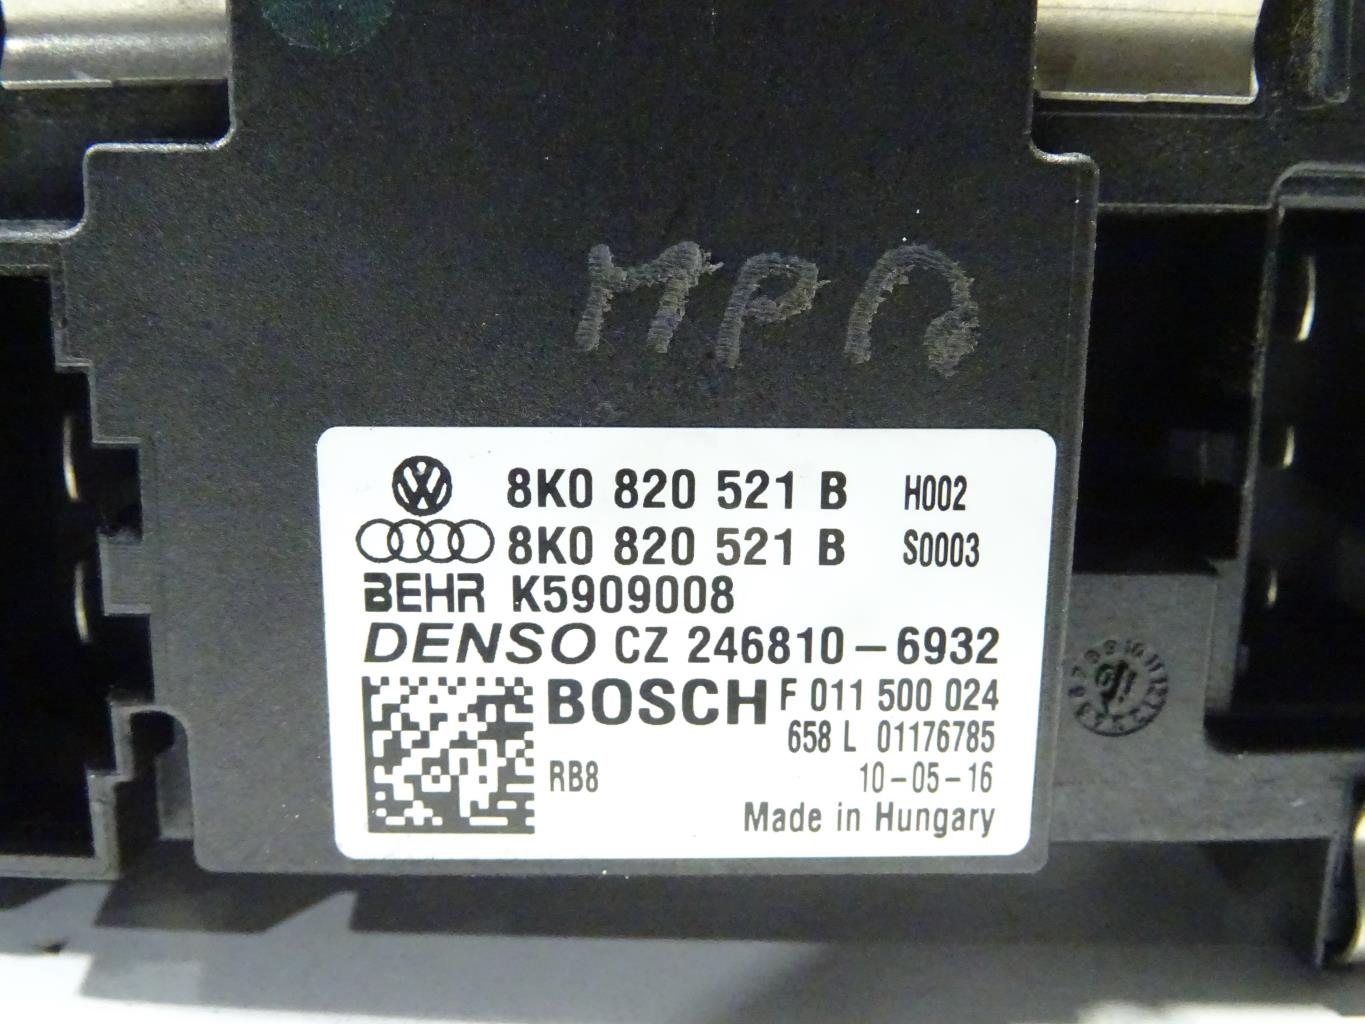 MPA
8K0 820 521 B H002
8K0 820 521 B S0003
BEHR K5909008
DENSO CZ 246810-6932
BOSCH F 011 500 024
658 L 01176785
RB8 10-05-16
Made in Hungary